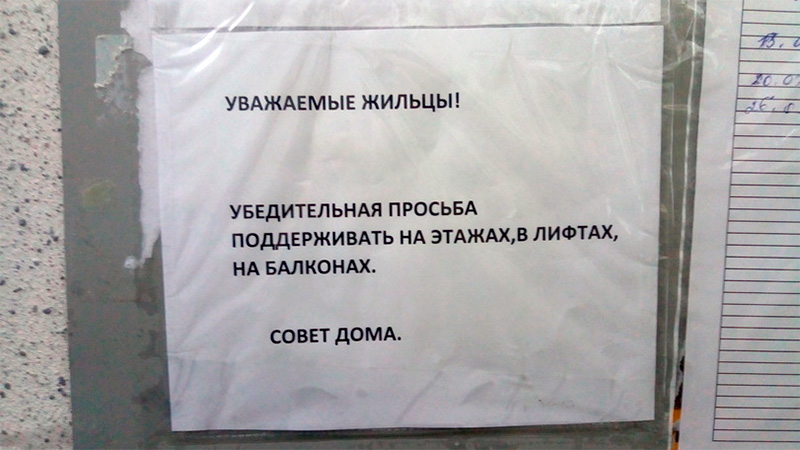 УВАЖАЕМЫЕ ЖИЛЬЦЫ!
УБЕДИТЕЛЬНАЯ ПРОСЬБА
ПОДДЕРЖИВАТЬ НА ЭТАЖАХ,В ЛИФТАХ,
НА БАЛКОНАХ.
СОВЕТ ДОМА.